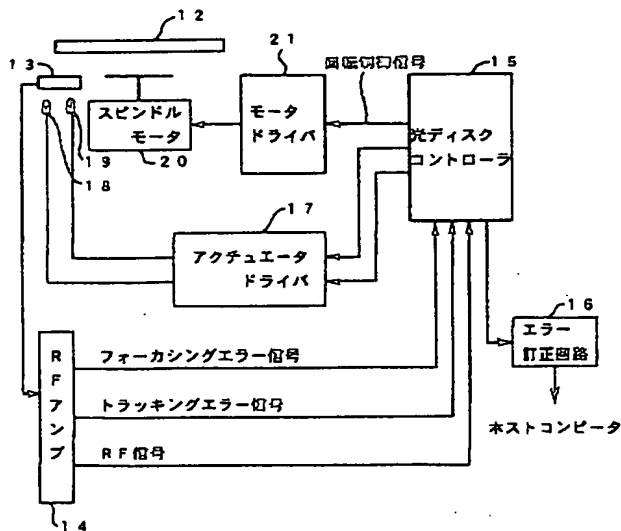 12
13
21
回転制御信号
15
スピンドル
モータ
モータ
ドライバ
光ディスク
コントローラ
19
18
20
17
アクチュエータ
ドライバ
16
エラー
訂正回路
RFアンプ
フォーカシングエラー信号
トラッキングエラー信号
ホストコンピータ
RF信号
14